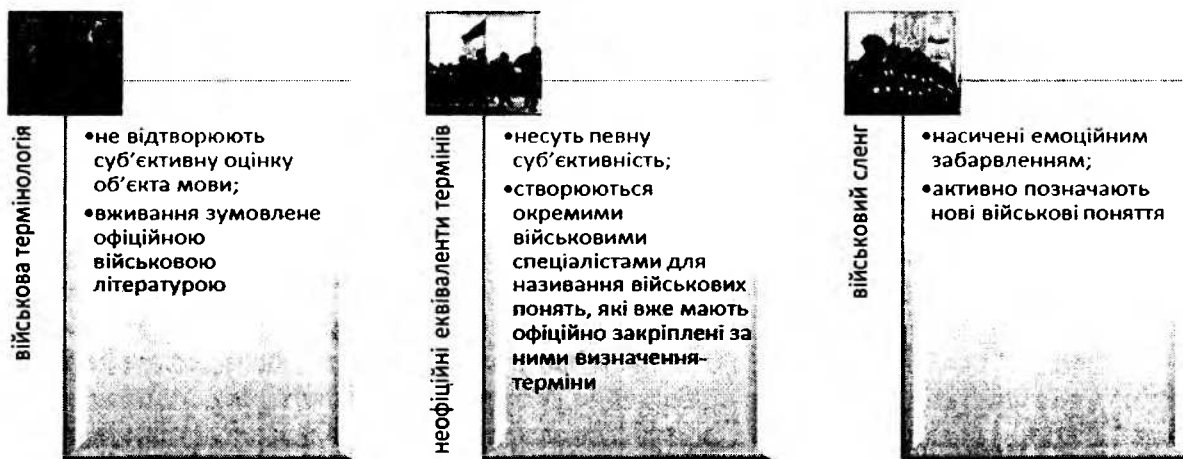 військова термінологія
•не відтворюють
суб’єктивну оцінку
об’єкта мови;
•вживання зумовлене
офіційною
військовою
літературою
неофіційні еквіваленти термінів
•несуть певну
суб’єктивність;
•створюються
окремими
військовими
спеціалістами для
називання військових
понять, які вже мають
офіційно закріплені за
ними визначення-
терміни
військовий сленг
•насичені емоційним
забарвленням;
•активно позначають
нові військові поняття